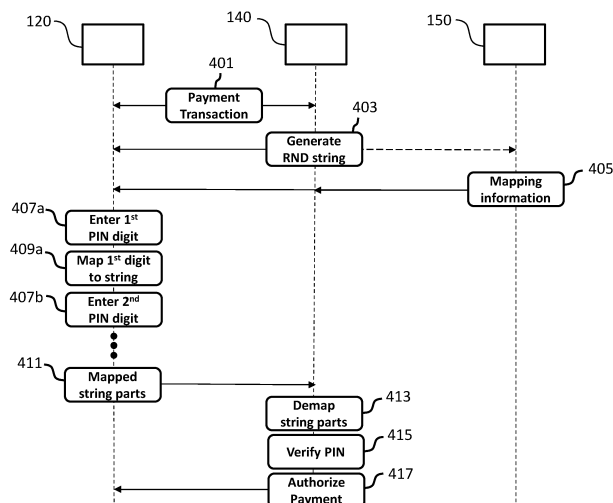 120
140
150
401
Payment
Transaction
403
Generate
RND string
405
Mapping
information
407a
Enter 1st
PIN digit
409a
Map 1st digit
to string
407b
Enter 2nd
PIN digit
411
Mapped
string parts
Demap
string parts
413
Verify PIN
415
Authorize
Payment
417